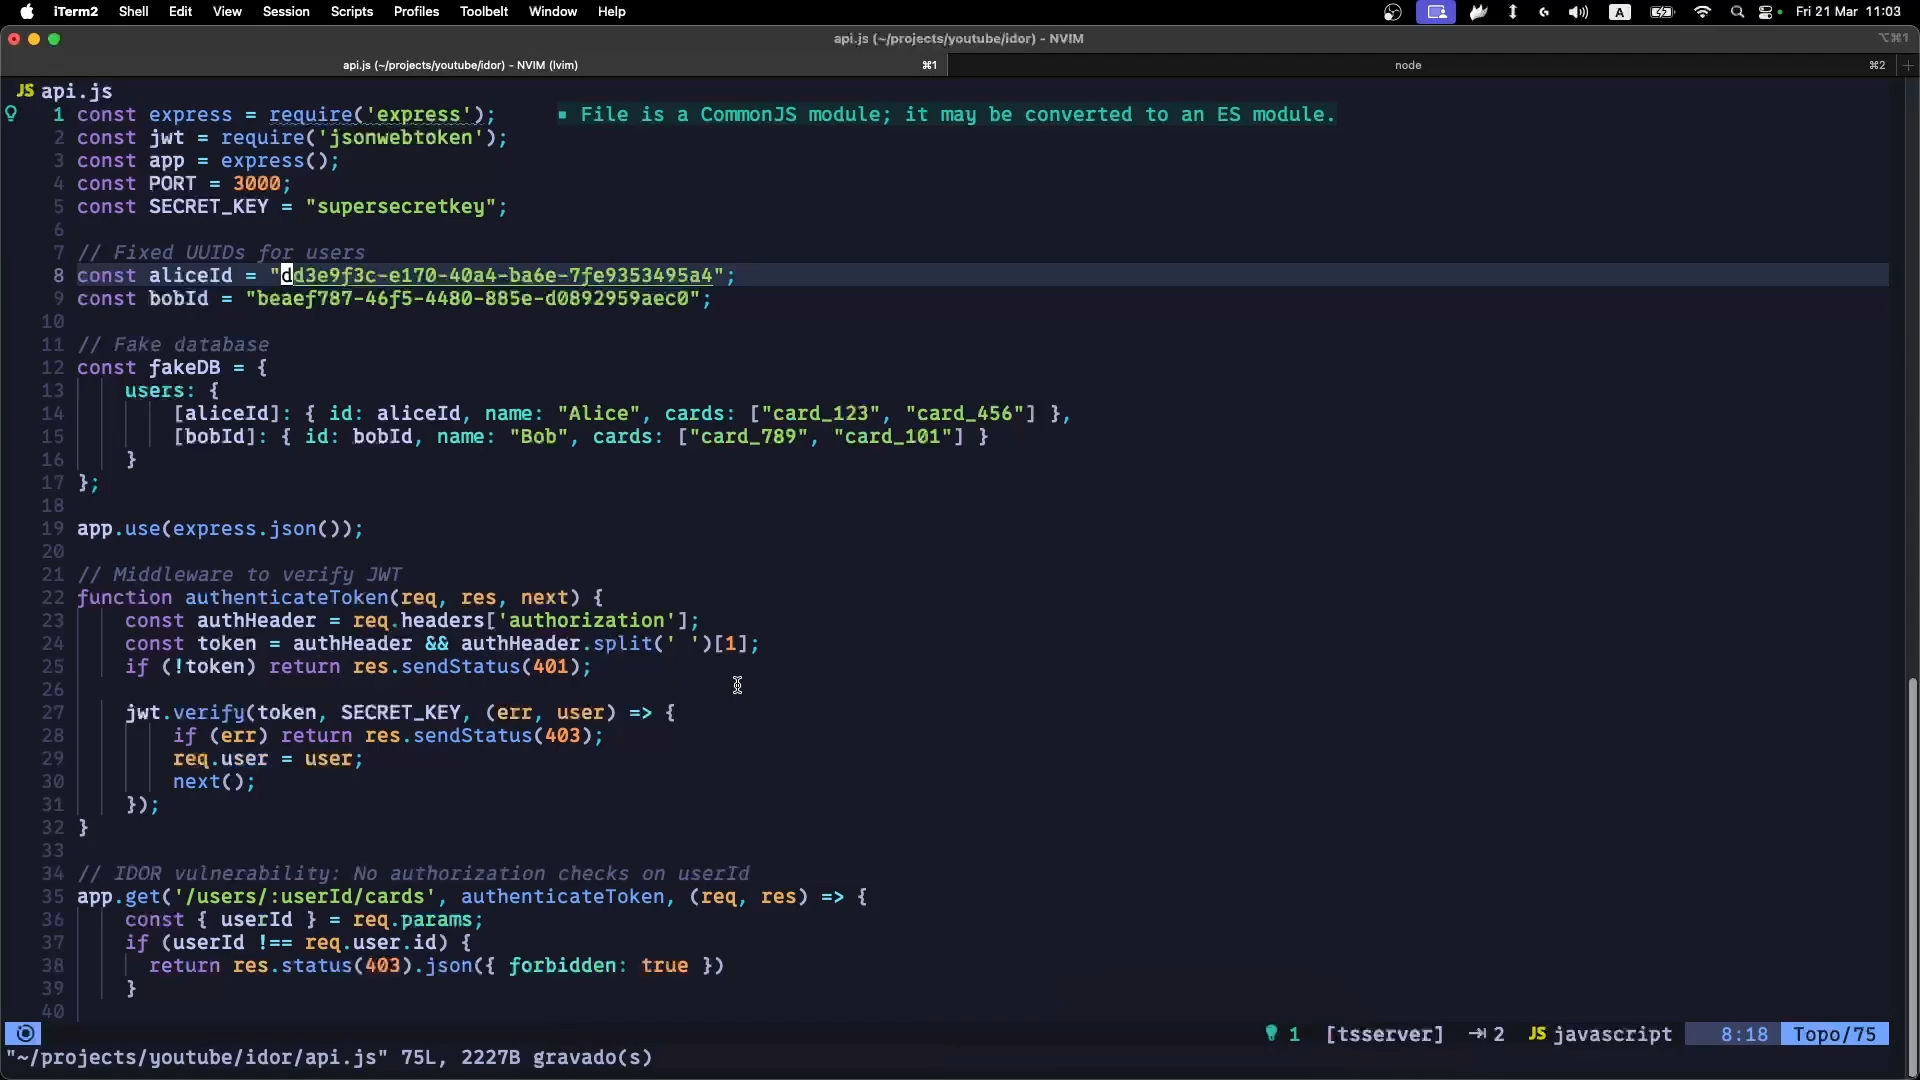 iTerm2 Shell Edit View Session Scripts Profiles Toolbelt Window Help A Fri 21 Mar 11:03
api.js (~/projects/youtube/idor) - NVIM ⌥⌘1
api.js (~/projects/youtube/idor) - NVIM (lvim) ⌘1 node ⌘2 +
JS api.js
1 const express = require('express'); ▪ File is a CommonJS module; it may be converted to an ES module.
2 const jwt = require('jsonwebtoken');
3 const app = express();
4 const PORT = 3000;
5 const SECRET_KEY = "supersecretkey";
6
7 // Fixed UUIDs for users
8 const aliceId = "dd3e9f3c-e170-40a4-ba6e-7fe9353495a4";
9 const bobId = "beaef787-46f5-4480-885e-d0892959aec0";
10
11 // Fake database
12 const fakeDB = {
13 users: {
14 [aliceId]: { id: aliceId, name: "Alice", cards: ["card_123", "card_456"] },
15 [bobId]: { id: bobId, name: "Bob", cards: ["card_789", "card_101"] }
16 }
17 };
18
19 app.use(express.json());
20
21 // Middleware to verify JWT
22 function authenticateToken(req, res, next) {
23 const authHeader = req.headers['authorization'];
24 const token = authHeader && authHeader.split(' ')[1];
25 if (!token) return res.sendStatus(401);
26
27 jwt.verify(token, SECRET_KEY, (err, user) => {
28 if (err) return res.sendStatus(403);
29 req.user = user;
30 next();
31 });
32 }
33
34 // IDOR vulnerability: No authorization checks on userId
35 app.get('/users/:userId/cards', authenticateToken, (req, res) => {
36 const { userId } = req.params;
37 if (userId !== req.user.id) {
38 return res.status(403).json({ forbidden: true })
39 }
40
1 [tsserver] ⇥ 2 JS javascript 8:18 Topo/75
"~/projects/youtube/idor/api.js" 75L, 2227B gravado(s)